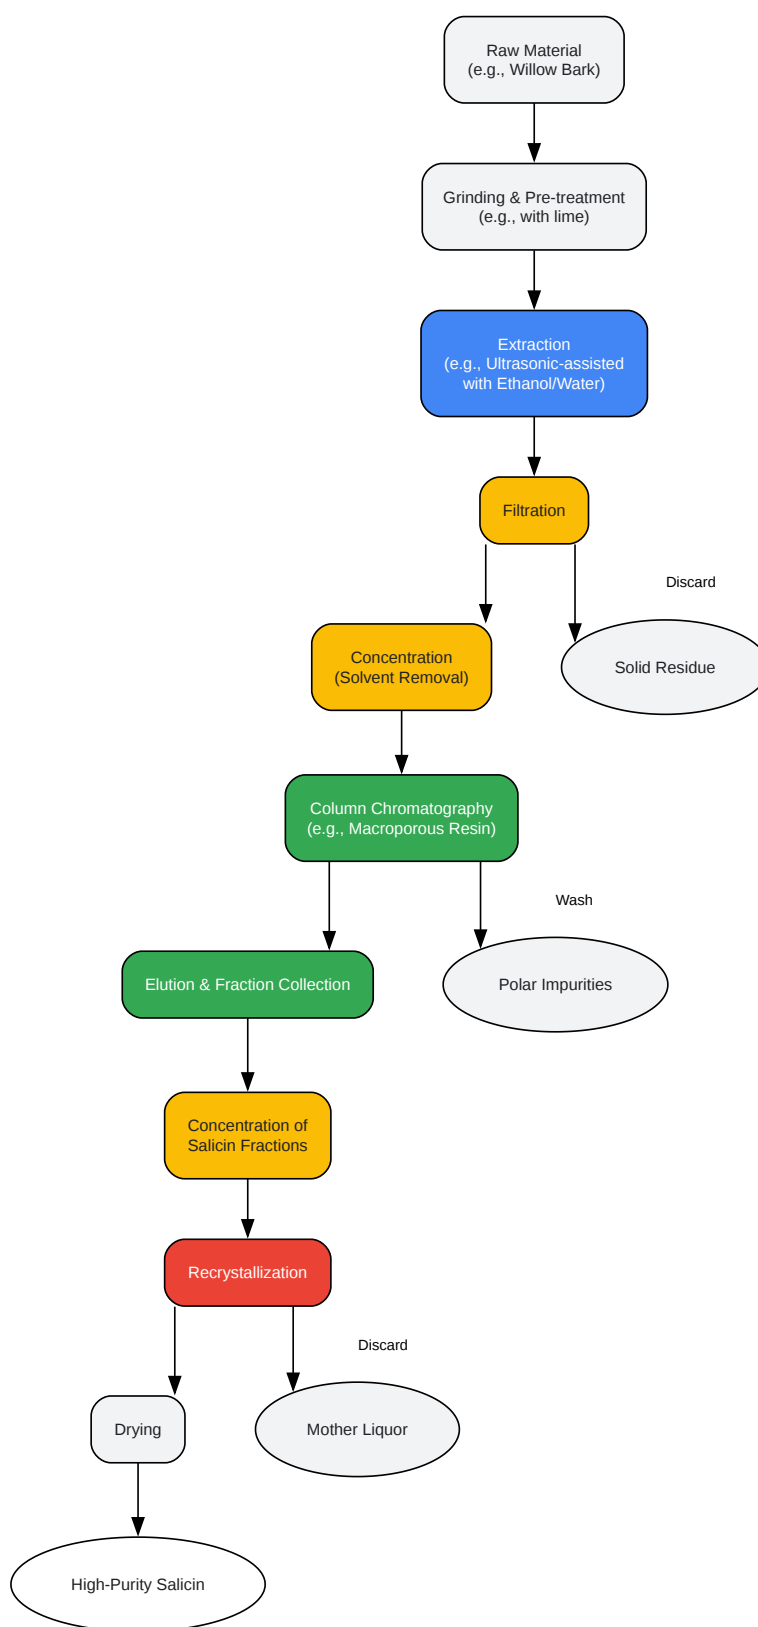 Raw Material
(e.g., Willow Bark)
Grinding & Pre-treatment
(e.g., with lime)
Extraction
(e.g., Ultrasonic-assisted
with Ethanol/Water)
Filtration
Discard
Concentration
(Solvent Removal)
Solid Residue
Column Chromatography
(e.g., Macroporous Resin)
Wash
Elution & Fraction Collection
Polar Impurities
Concentration of
Salicin Fractions
Recrystallization
Discard
Drying
Mother Liquor
High-Purity Salicin